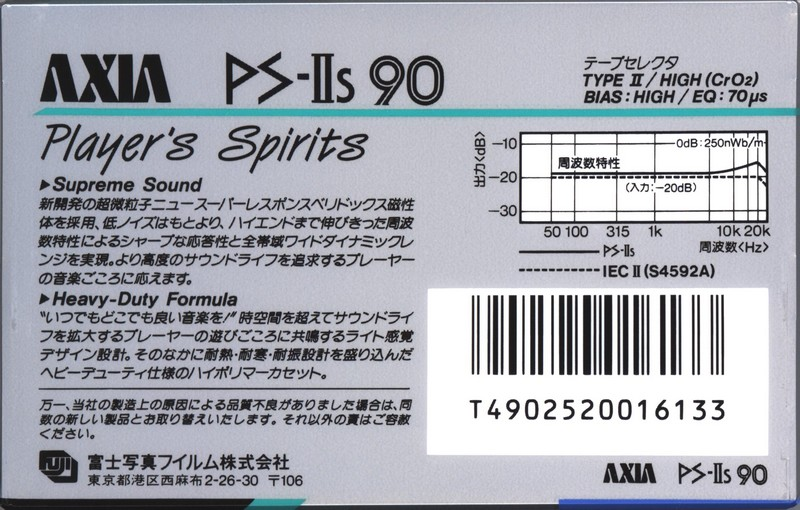 AXIA PS-IIs 90
テープセレクタ
TYPE II / HIGH (CrO2)
BIAS : HIGH / EQ : 70μs
Player's Spirits
▶Supreme Sound
新開発の超微粒子ニュースーパーレスポンスベリドックス磁性
体を採用、低ノイズはもとより、ハイエンドまで伸びきった周波
数特性によるシャープな応答性と全帯域ワイドダイナミックレ
ンジを実現。より高度のサウンドライフを追求するプレーヤー
の音楽ごころに応えます。
▶Heavy-Duty Formula
“いつでもどこでも良い音楽を!”時空間を超えてサウンドライ
フを拡大するプレーヤーの遊びごころに共鳴するライト感覚
デザイン設計。そのなかに耐熱・耐寒・耐振設計を盛り込んだ
ヘビーデューティ仕様のハイポリマーカセット。
万一、当社の製造上の原因による品質不良がありました場合は、同
数の新しい製品とお取り替えいたします。それ以外の責はご容赦
ください。
FUJI 富士写真フイルム株式会社
東京都港区西麻布2-26-30 〒106
出力<dB>
-10
-20
-30
0dB : 250nWb/m
周波数特性
(入力:-20dB)
50 100 315 1k 10k 20k
周波数<Hz>
PS-IIs
IEC II (S4592A)
T4902520016133
AXIA PS-IIs 90